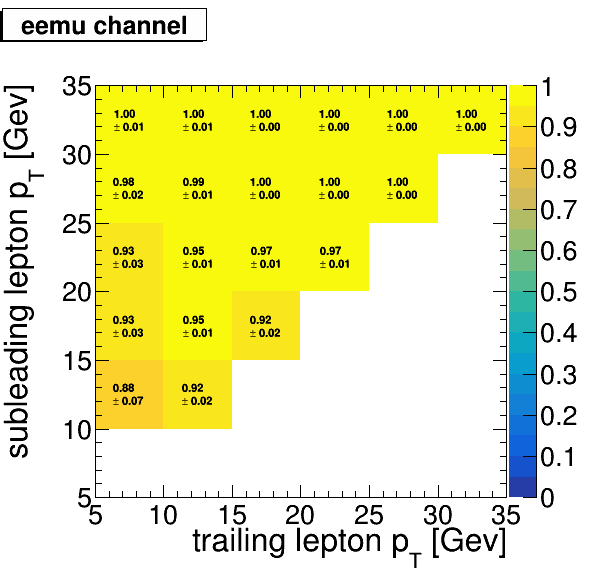 eemu channel
subleading lepton p_T [Gev]
35
30
25
20
15
10
5
1.00 1.00 1.00 1.00 1.00 1.00
± 0.01 ± 0.01 ± 0.00 ± 0.00 ± 0.00 ± 0.00
0.98 0.99 1.00 1.00 1.00
± 0.02 ± 0.01 ± 0.00 ± 0.00 ± 0.00
0.93 0.95 0.97 0.97
± 0.03 ± 0.01 ± 0.01 ± 0.01
0.93 0.95 0.92
± 0.03 ± 0.01 ± 0.02
0.88 0.92
± 0.07 ± 0.02
1
0.9
0.8
0.7
0.6
0.5
0.4
0.3
0.2
0.1
0
5 10 15 20 25 30 35
trailing lepton p_T [Gev]